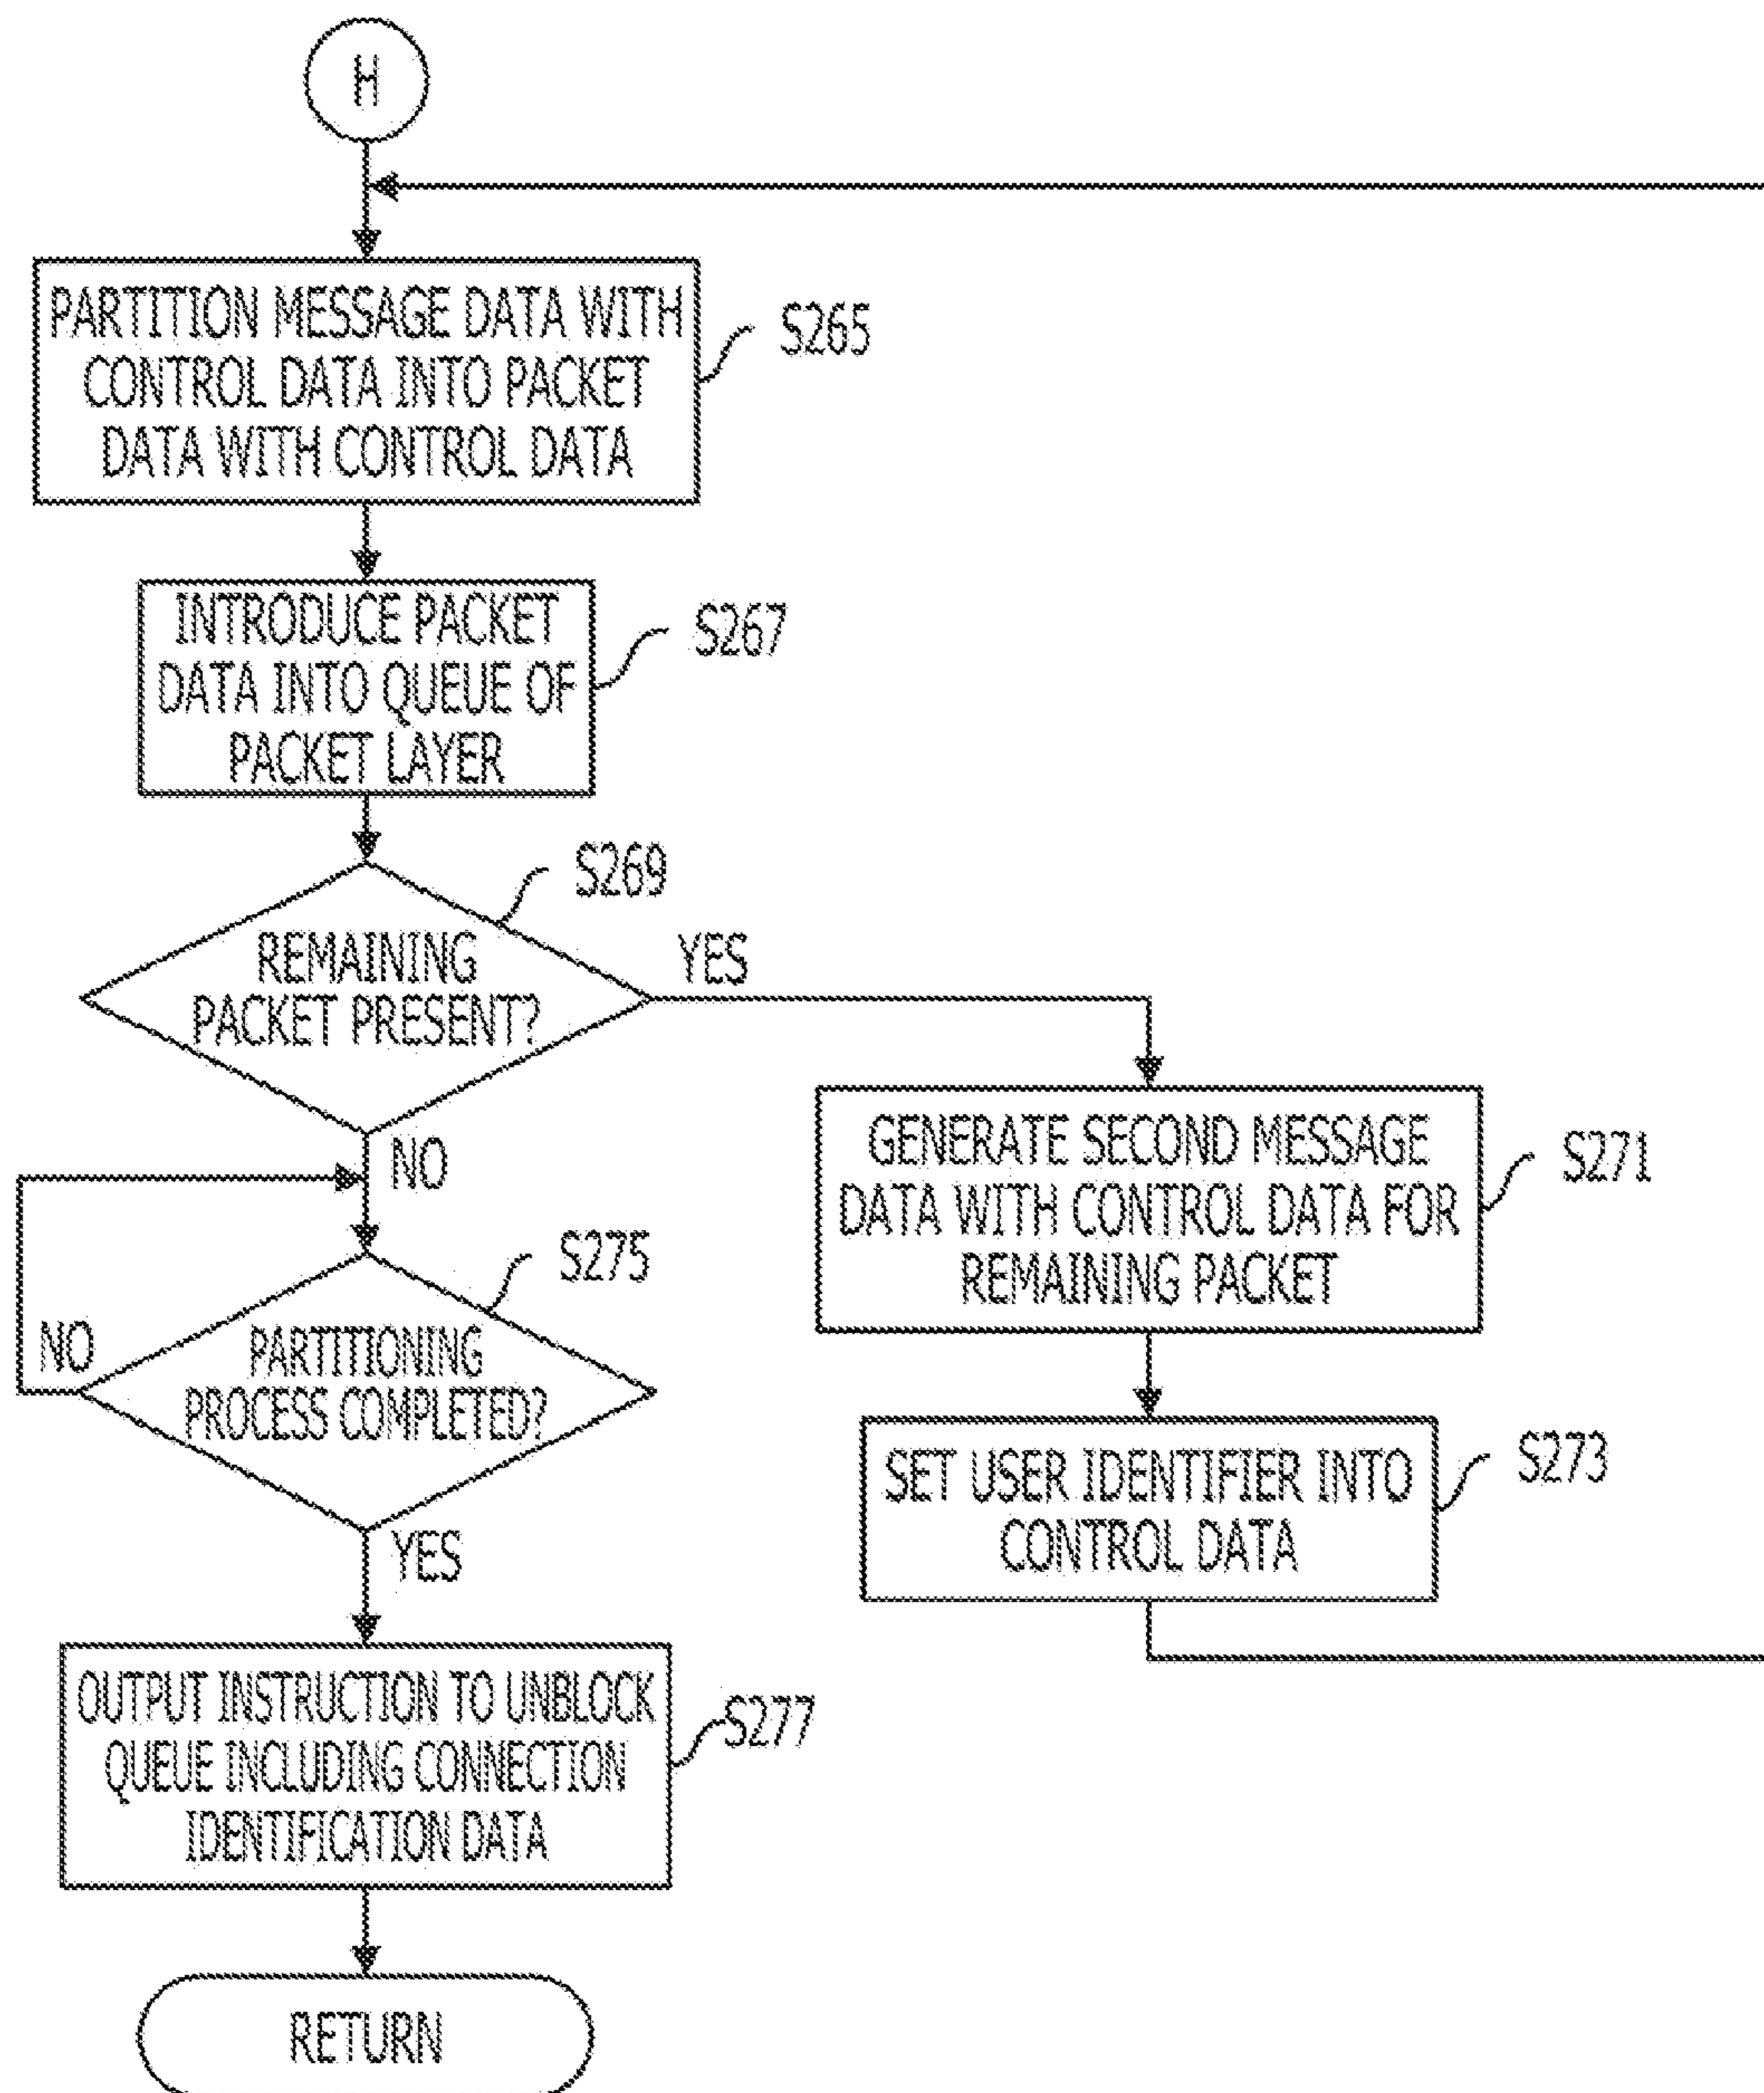 H
PARTITION MESSAGE DATA WITH
CONTROL DATA INTO PACKET
DATA WITH CONTROL DATA
S265
INTRODUCE PACKET
DATA INTO QUEUE OF
PACKET LAYER
S267
S269
REMAINING
PACKET PRESENT?
YES
NO
GENERATE SECOND MESSAGE
DATA WITH CONTROL DATA FOR
REMAINING PACKET
S271
S275
PARTITIONING
PROCESS COMPLETED?
NO
YES
SET USER IDENTIFIER INTO
CONTROL DATA
S273
OUTPUT INSTRUCTION TO UNBLOCK
QUEUE INCLUDING CONNECTION
IDENTIFICATION DATA
S277
RETURN